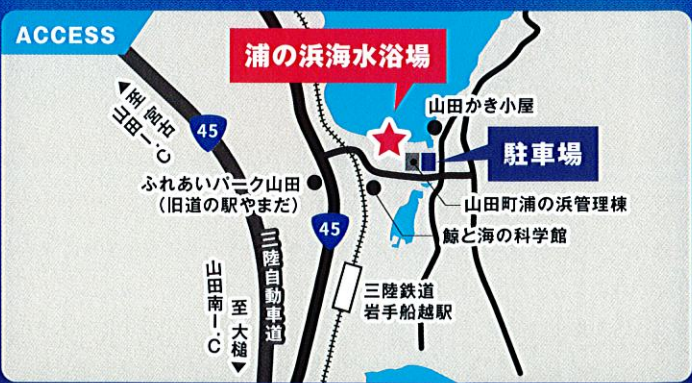 ACCESS
浦の浜海水浴場
至 宮古
山田I.C
45
山田かき小屋
駐車場
ふれあいパーク山田
(旧道の駅やまだ)
山田町浦の浜管理棟
45
鯨と海の科学館
三陸自動車道
山田南I.C
至 大槌
三陸鉄道
岩手船越駅